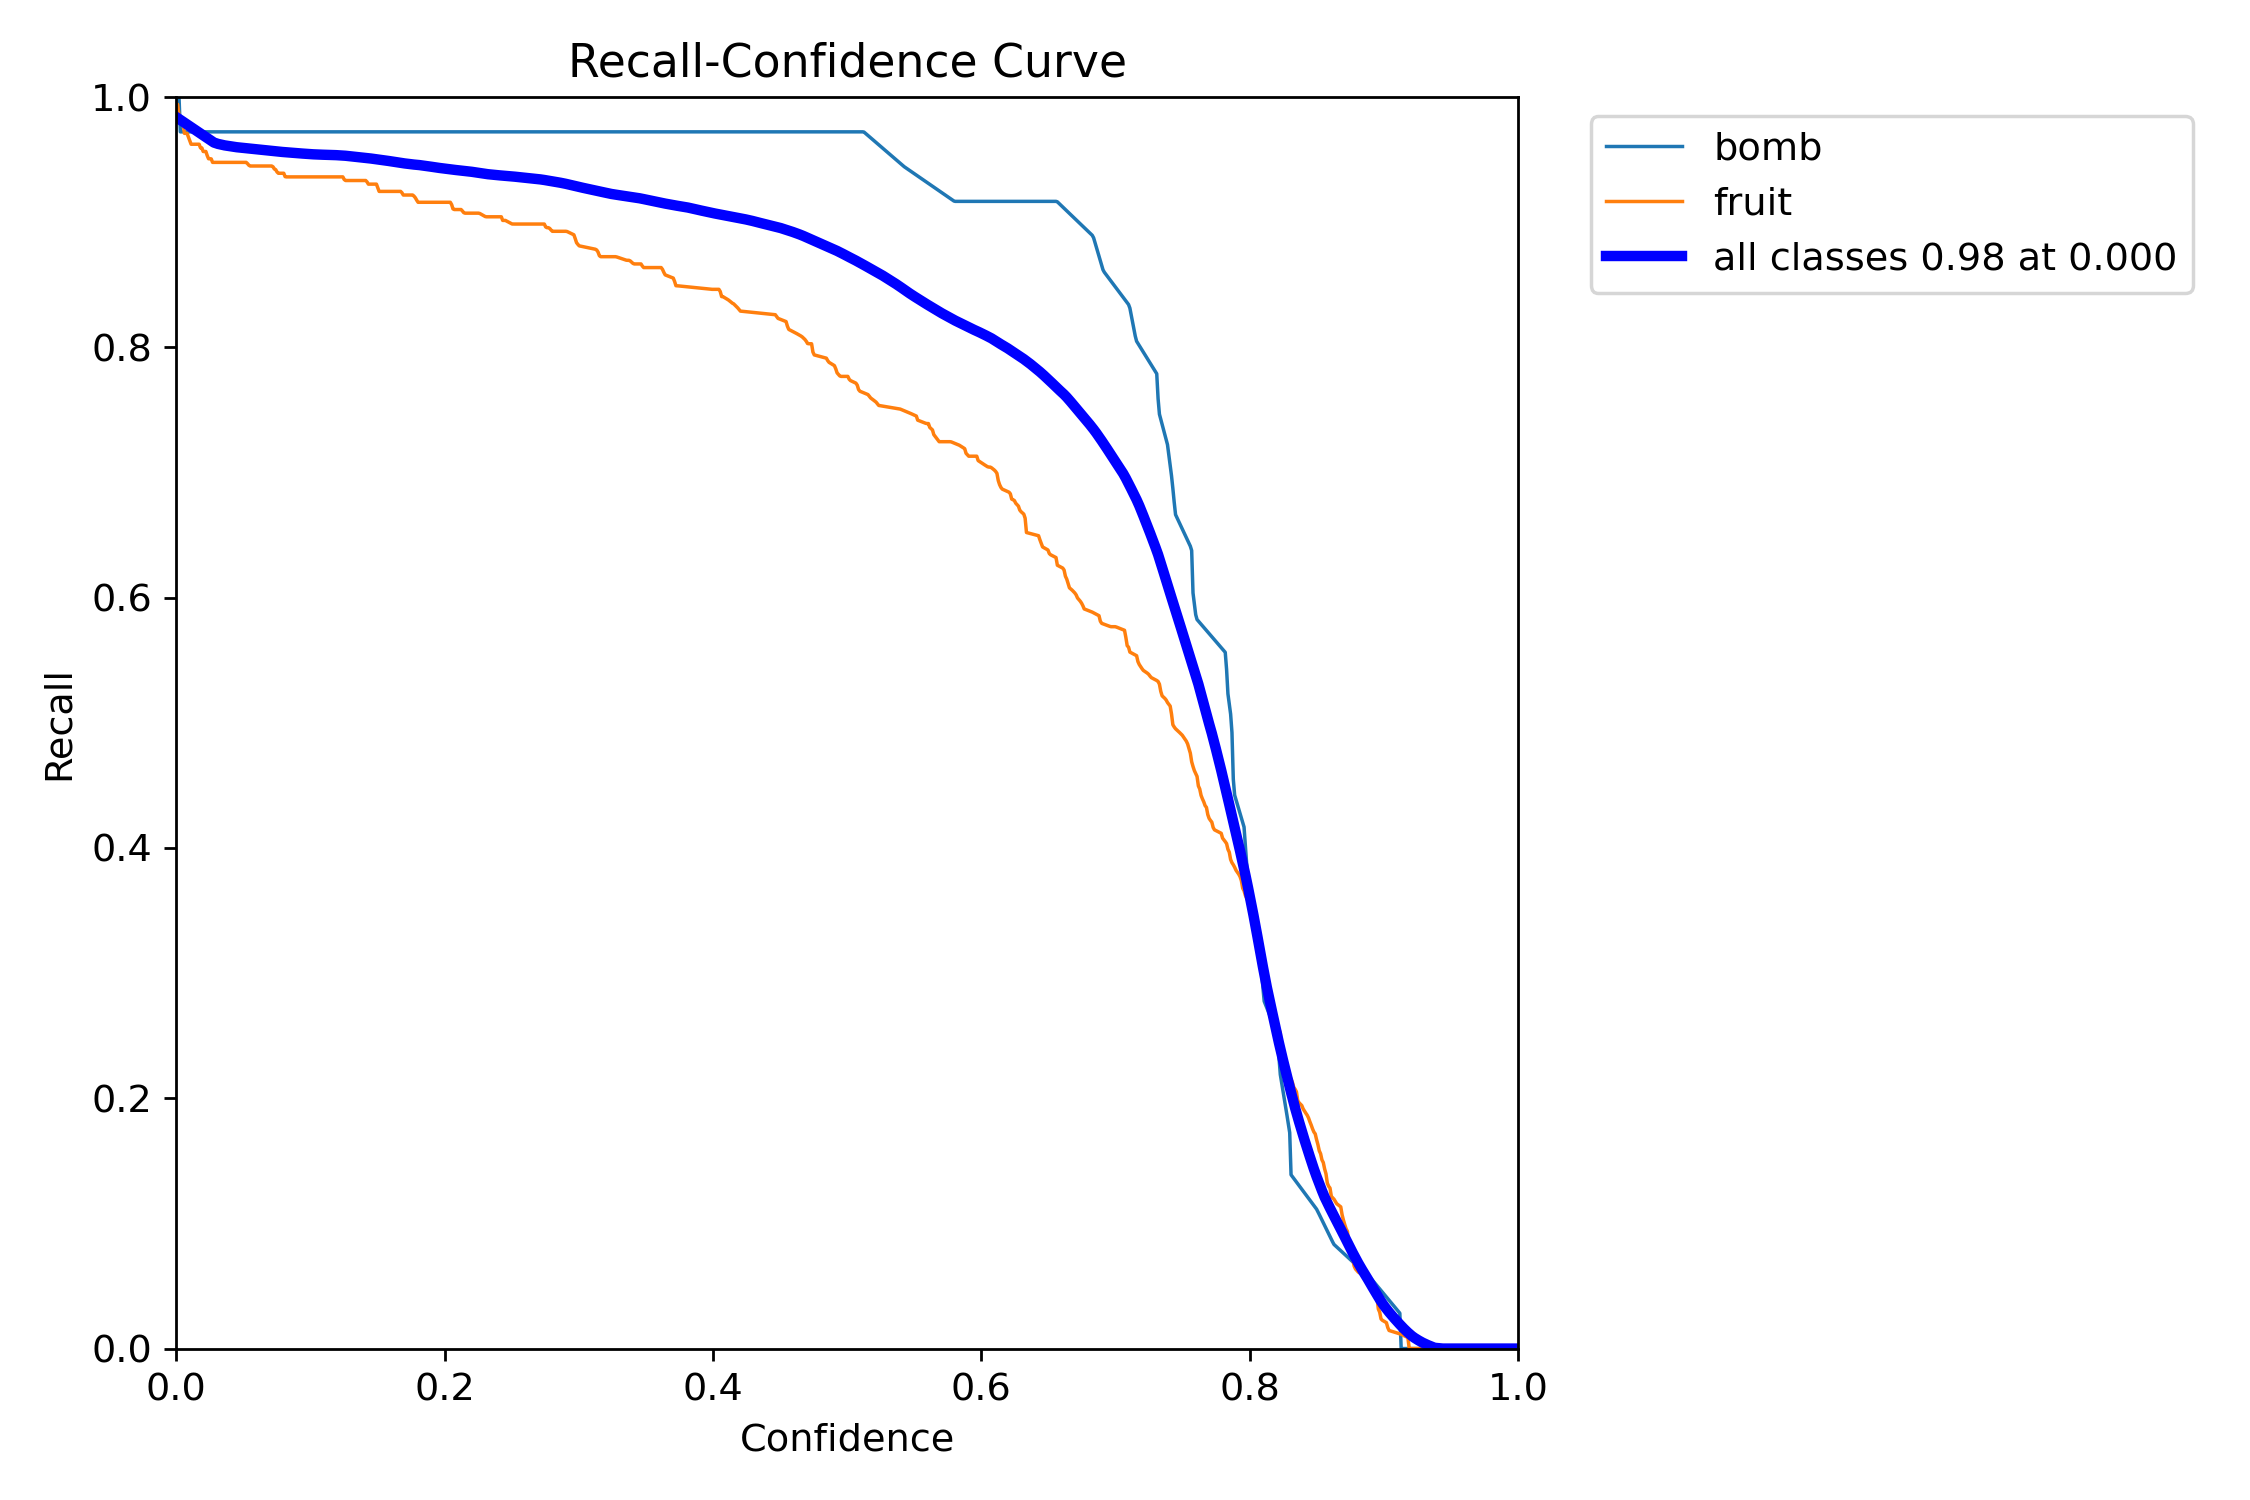 Recall-Confidence Curve
1.0
0.8
0.6
0.4
0.2
0.0
Recall
0.0 0.2 0.4 0.6 0.8 1.0
Confidence
bomb
fruit
all classes 0.98 at 0.000